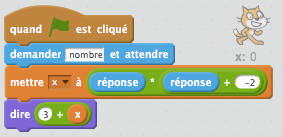 quand est cliqué
demander nombre et attendre
x: 0
mettre x à réponse * réponse + -2
dire 3 + x